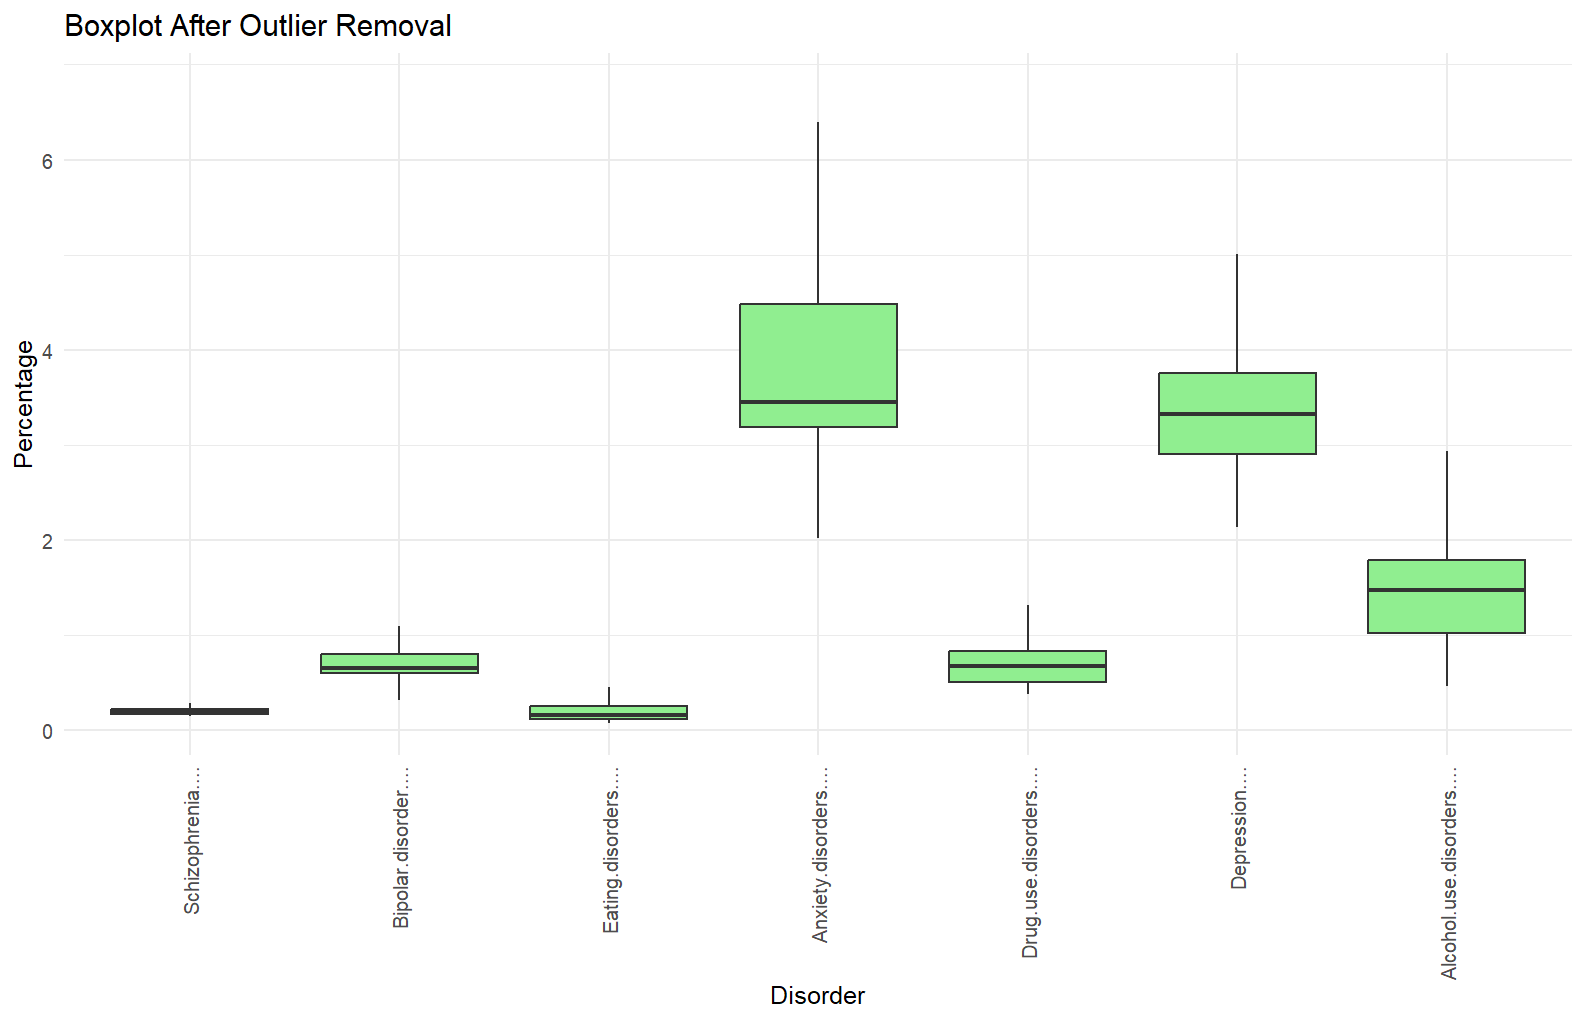 Boxplot After Outlier Removal
Percentage
6
4
2
0
Schizophrenia....
Bipolar.disorder....
Eating.disorders....
Anxiety.disorders....
Drug.use.disorders....
Depression....
Alcohol.use.disorders....
Disorder